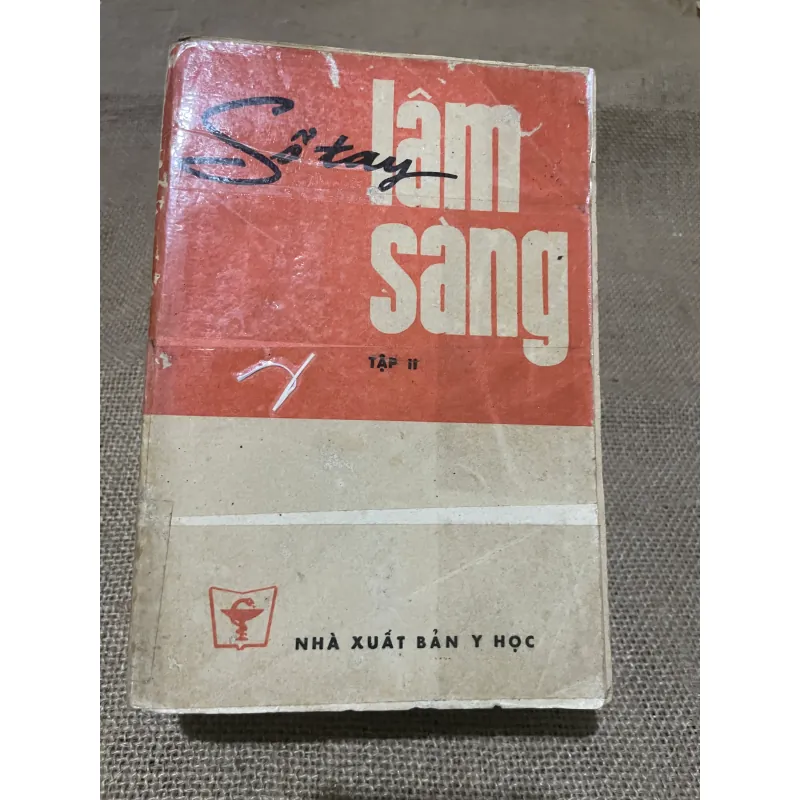 Sổ tay
lâm
sàng
TẬP II
NHÀ XUẤT BẢN Y HỌC